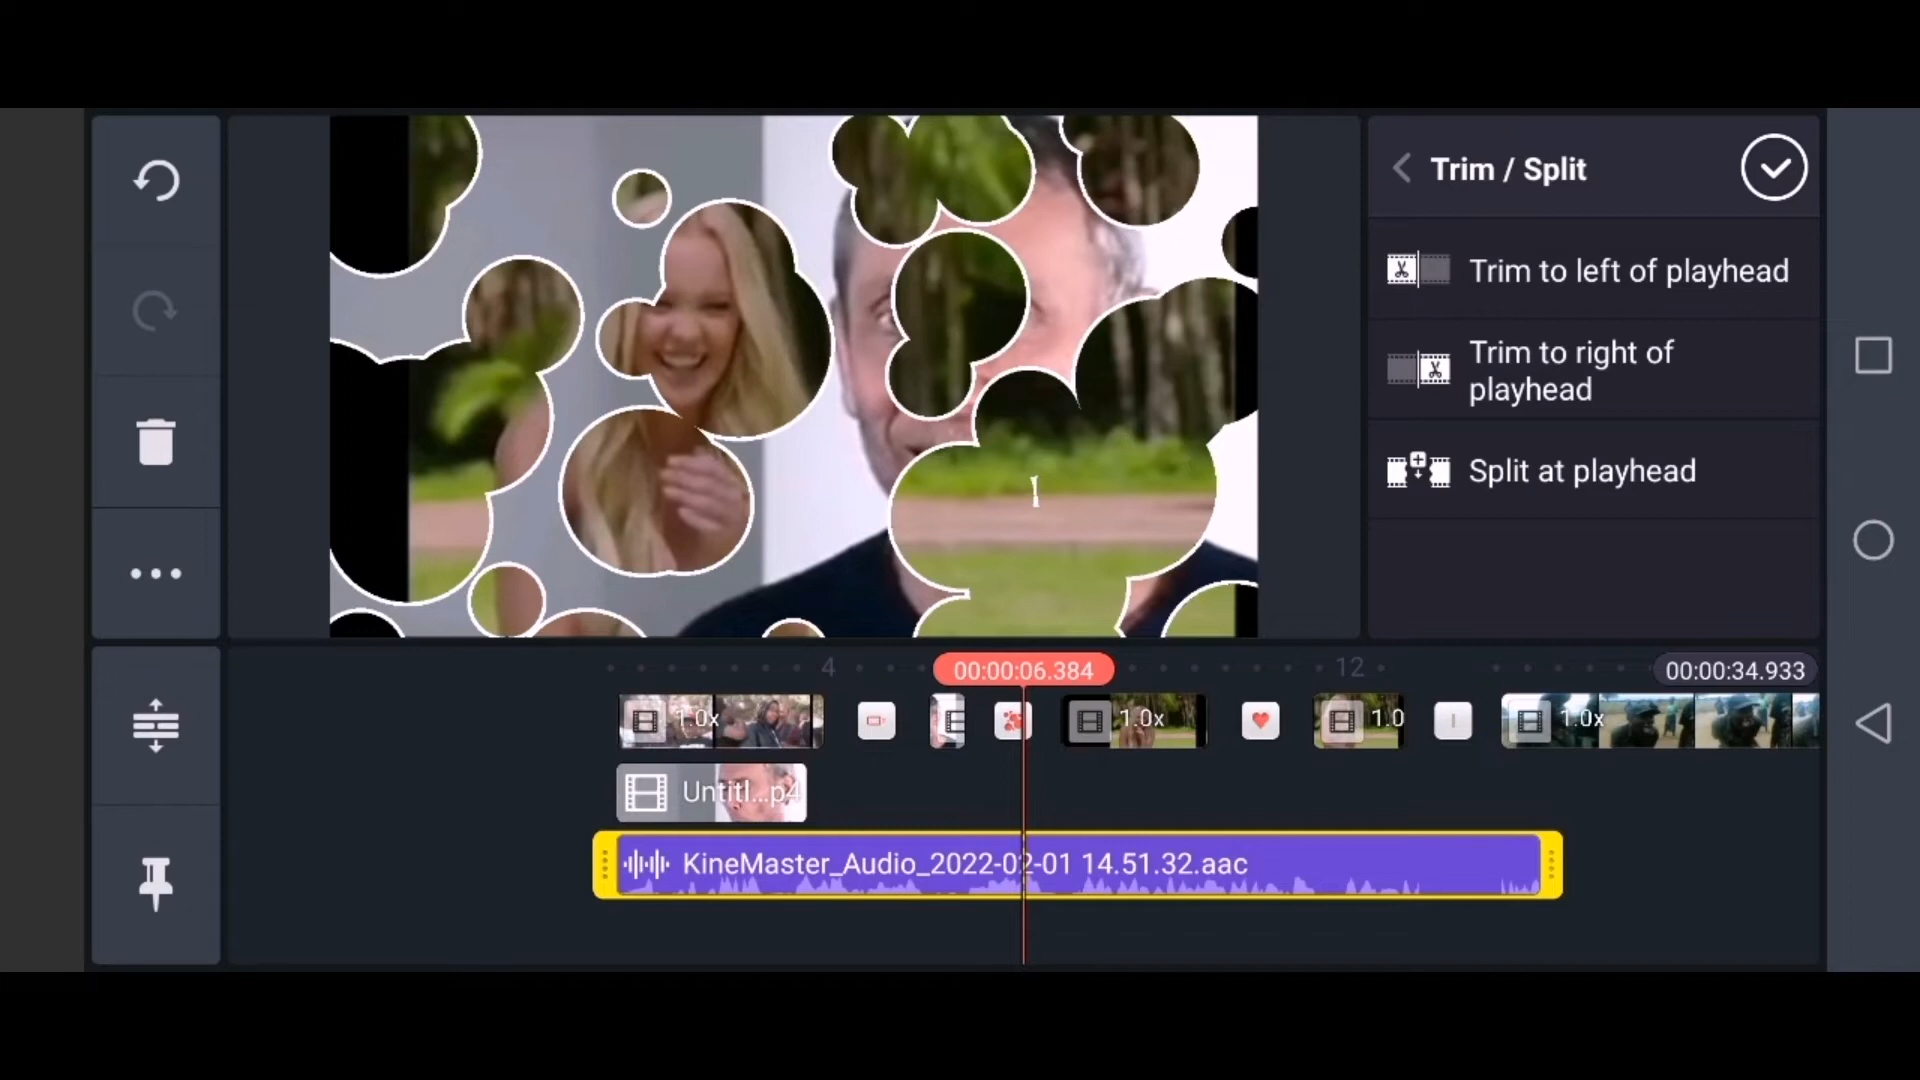 Trim / Split
Trim to left of playhead
Trim to right of
playhead
Split at playhead
4
00:00:06.384
12
00:00:34.933
1.0x
1.0x
1.0
1.0x
Untitl...p4
KineMaster_Audio_2022-02-01 14.51.32.aac